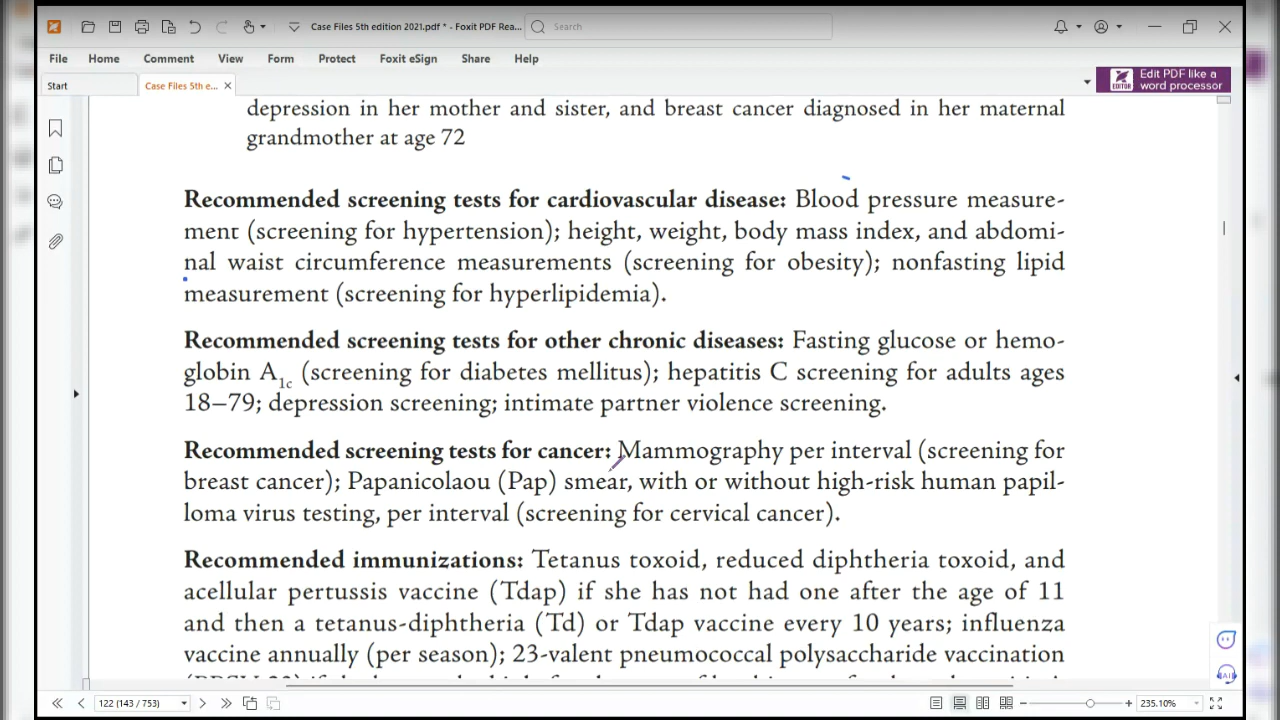 Case Files 5th edition 2021.pdf * - Foxit PDF Rea...
Search
File Home Comment View Form Protect Foxit eSign Share Help
Start
Case Files 5th e...
Edit PDF like a
word processor
EDITOR
depression in her mother and sister, and breast cancer diagnosed in her maternal
grandmother at age 72
Recommended screening tests for cardiovascular disease: Blood pressure measure-
ment (screening for hypertension); height, weight, body mass index, and abdomi-
nal waist circumference measurements (screening for obesity); nonfasting lipid
measurement (screening for hyperlipidemia).
Recommended screening tests for other chronic diseases: Fasting glucose or hemo-
globin A1c (screening for diabetes mellitus); hepatitis C screening for adults ages
18–79; depression screening; intimate partner violence screening.
Recommended screening tests for cancer: Mammography per interval (screening for
breast cancer); Papanicolaou (Pap) smear, with or without high-risk human papil-
loma virus testing, per interval (screening for cervical cancer).
Recommended immunizations: Tetanus toxoid, reduced diphtheria toxoid, and
acellular pertussis vaccine (Tdap) if she has not had one after the age of 11
and then a tetanus-diphtheria (Td) or Tdap vaccine every 10 years; influenza
vaccine annually (per season); 23-valent pneumococcal polysaccharide vaccination
AI
122 (143 / 753)
235.10%